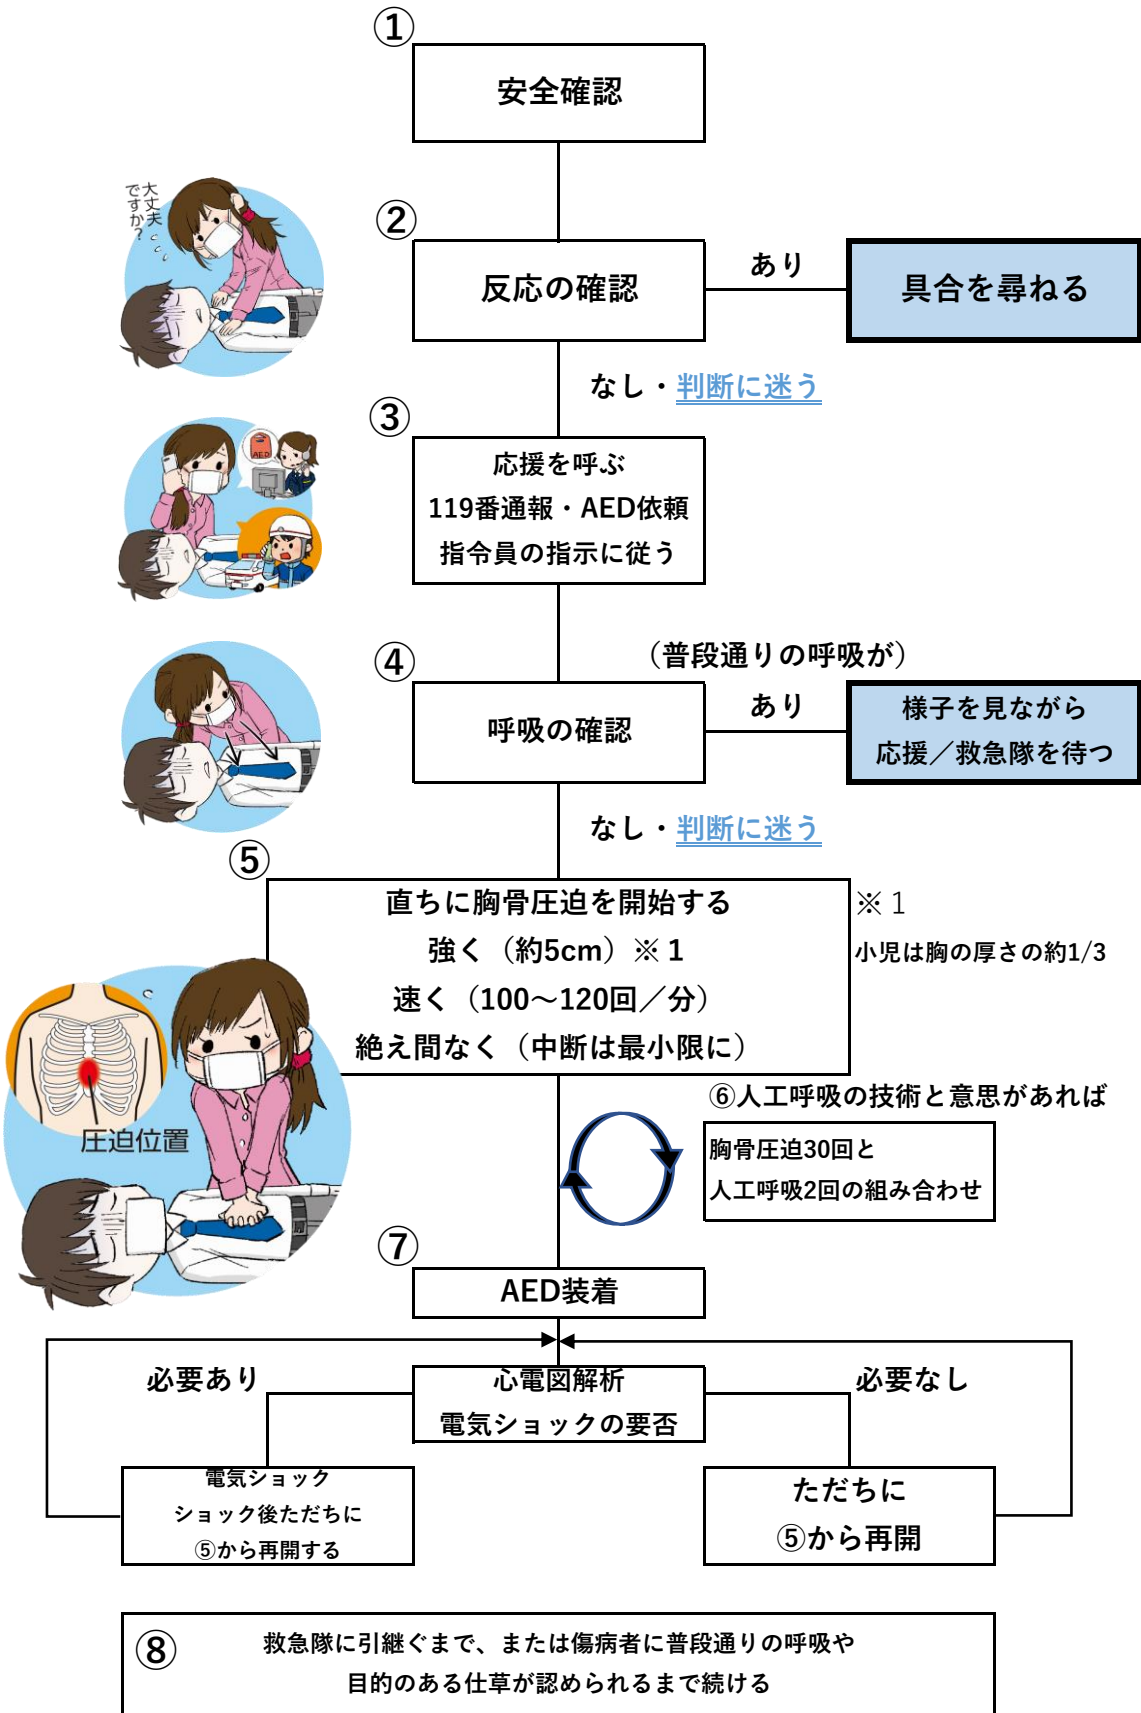 ①
安全確認
大丈夫
ですか？
②
反応の確認
あり
具合を尋ねる
なし・判断に迷う
③
応援を呼ぶ
119番通報・AED依頼
指令員の指示に従う
AED
④
（普段通りの呼吸が）
呼吸の確認
あり
様子を見ながら
応援／救急隊を待つ
なし・判断に迷う
⑤
直ちに胸骨圧迫を開始する
強く（約5cm）※１
速く（100～120回／分）
絶え間なく（中断は最小限に）
※１
小児は胸の厚さの約1/3
圧迫位置
⑥人工呼吸の技術と意思があれば
胸骨圧迫30回と
人工呼吸2回の組み合わせ
⑦
AED装着
心電図解析
電気ショックの要否
必要あり
必要なし
電気ショック
ショック後ただちに
⑤から再開する
ただちに
⑤から再開
⑧
救急隊に引継ぐまで、または傷病者に普段通りの呼吸や
目的のある仕草が認められるまで続ける